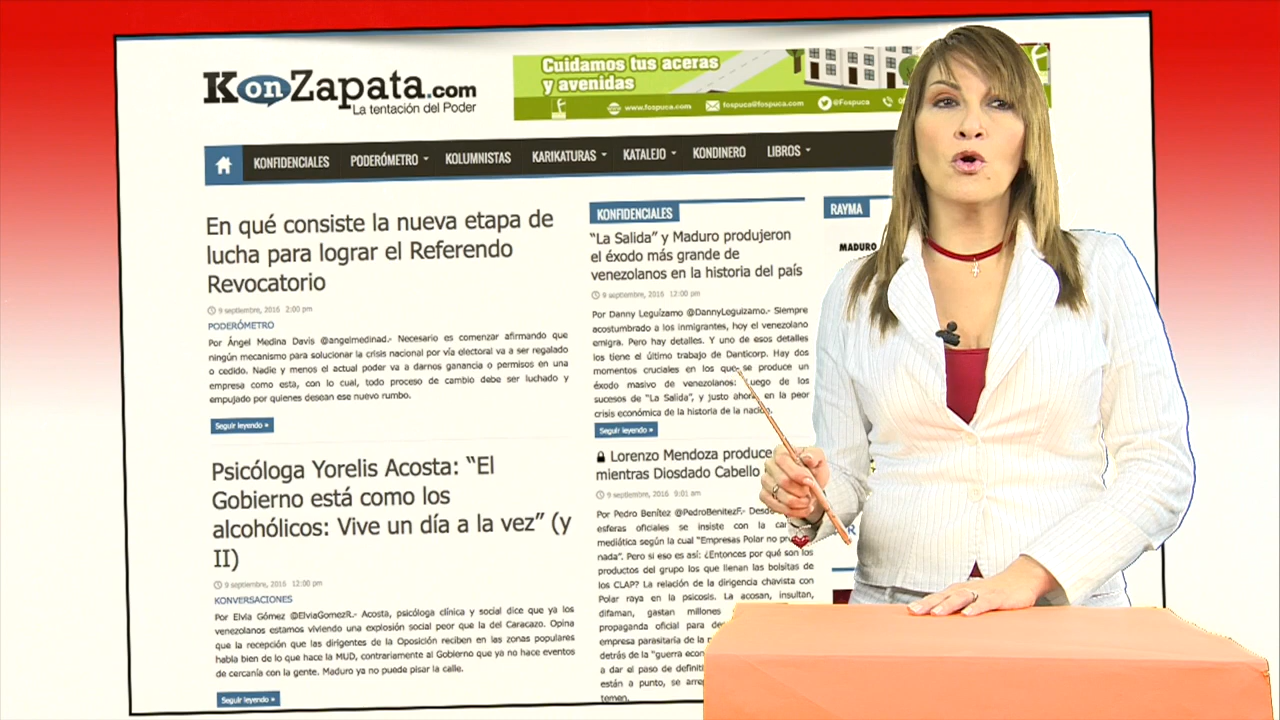 KonZapata.com
La tentación del Poder
Cuidamos tus aceras
y avenidas
www.fospuca.com fospuca@fospuca.com @Fospuca
KONFIDENCIALES PODERÓMETRO KOLUMNISTAS KARIKATURAS KATALEJO KONDINERO LIBROS
En qué consiste la nueva etapa de
lucha para lograr el Referendo
Revocatorio
9 septiembre, 2016 2:00 pm
PODERÓMETRO
Por Ángel Medina Davis @angelmedinad.- Necesario es comenzar afirmando que
ningún mecanismo para solucionar la crisis nacional por vía electoral va a ser regalado
o cedido. Nadie y menos el actual poder va a darnos ganancia o permisos en una
empresa como está, con lo cual, todo proceso de cambio debe ser luchado y
empujado por quienes desean ese nuevo rumbo.
Seguir leyendo »
Psicóloga Yorelis Acosta: “El
Gobierno está como los
alcohólicos: Vive un día a la vez” (y
II)
9 septiembre, 2016 12:00 pm
KONVERSACIONES
Por Elvia Gómez @ElviaGomezR.- Acosta, psicóloga clínica y social dice que ya los
venezolanos estamos viviendo una explosión social peor que la del Caracazo. Opina
que la recepción que las dirigentes de la Oposición reciben en las zonas populares
habla bien de lo que hace la MUD, contrariamente al Gobierno que ya no hace eventos
de cercanía con la gente. Maduro ya no puede pisar la calle.
Seguir leyendo »
KONFIDENCIALES
“La Salida” y Maduro produjeron
el éxodo más grande de
venezolanos en la historia del país
9 septiembre, 2016 12:00 pm
Por Danny Leguízamo @DannyLeguizamo.- Siempre
acostumbrado a los inmigrantes, hoy el venezolano
emigra. Pero hay detalles. Y uno de esos detalles
los tiene el último trabajo de Danticorp. Hay dos
momentos cruciales en los que se produce un
éxodo masivo de venezolanos: Luego de los
sucesos de “La Salida”, y justo ahora, en la peor
crisis económica de la historia de la nación.
Seguir leyendo »
Lorenzo Mendoza produce
mientras Diosdado Cabello
9 septiembre, 2016 9:01 am
Por Pedro Benítez @PedroBenitezF.- Desde
esferas oficiales se insiste con la
mediática según la cual “Empresas Polar no
nada”. Pero si eso es así: ¿Entonces por qué son los
productos del grupo los que llenan las bolsitas de
los CLAP? La relación de la dirigencia chavista con
Polar raya en la psicosis. La acosan, insultan,
difaman, gastan millones
propaganda oficial para
empresa parasitaria de la
detrás de la “guerra
a dar el paso de
están a punto, se
temen.
RAYMA
MADURO